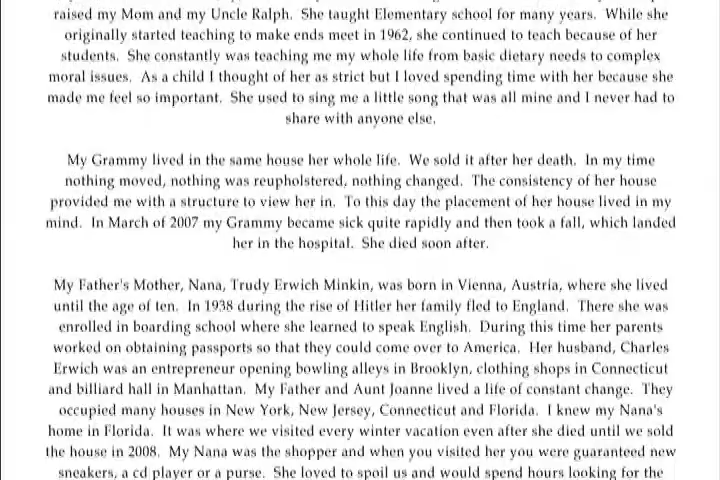 raised my Mom and my Uncle Ralph. She taught Elementary school for many years. While she
originally started teaching to make ends meet in 1962, she continued to teach because of her
students. She constantly was teaching me my whole life from basic dietary needs to complex
moral issues. As a child I thought of her as strict but I loved spending time with her because she
made me feel so important. She used to sing me a little song that was all mine and I never had to
share with anyone else.
My Grammy lived in the same house her whole life. We sold it after her death. In my time
nothing moved, nothing was reupholstered, nothing changed. The consistency of her house
provided me with a structure to view her in. To this day the placement of her house lived in my
mind. In March of 2007 my Grammy became sick quite rapidly and then took a fall, which landed
her in the hospital. She died soon after.
My Father's Mother, Nana, Trudy Erwich Minkin, was born in Vienna, Austria, where she lived
until the age of ten. In 1938 during the rise of Hitler her family fled to England. There she was
enrolled in boarding school where she learned to speak English. During this time her parents
worked on obtaining passports so that they could come over to America. Her husband, Charles
Erwich was an entrepreneur opening bowling alleys in Brooklyn, clothing shops in Connecticut
and billiard hall in Manhattan. My Father and Aunt Joanne lived a life of constant change. They
occupied many houses in New York, New Jersey, Connecticut and Florida. I knew my Nana's
home in Florida. It was where we visited every winter vacation even after she died until we sold
the house in 2008. My Nana was the shopper and when you visited her you were guaranteed new
sneakers, a cd player or a purse. She loved to spoil us and would spend hours looking for the